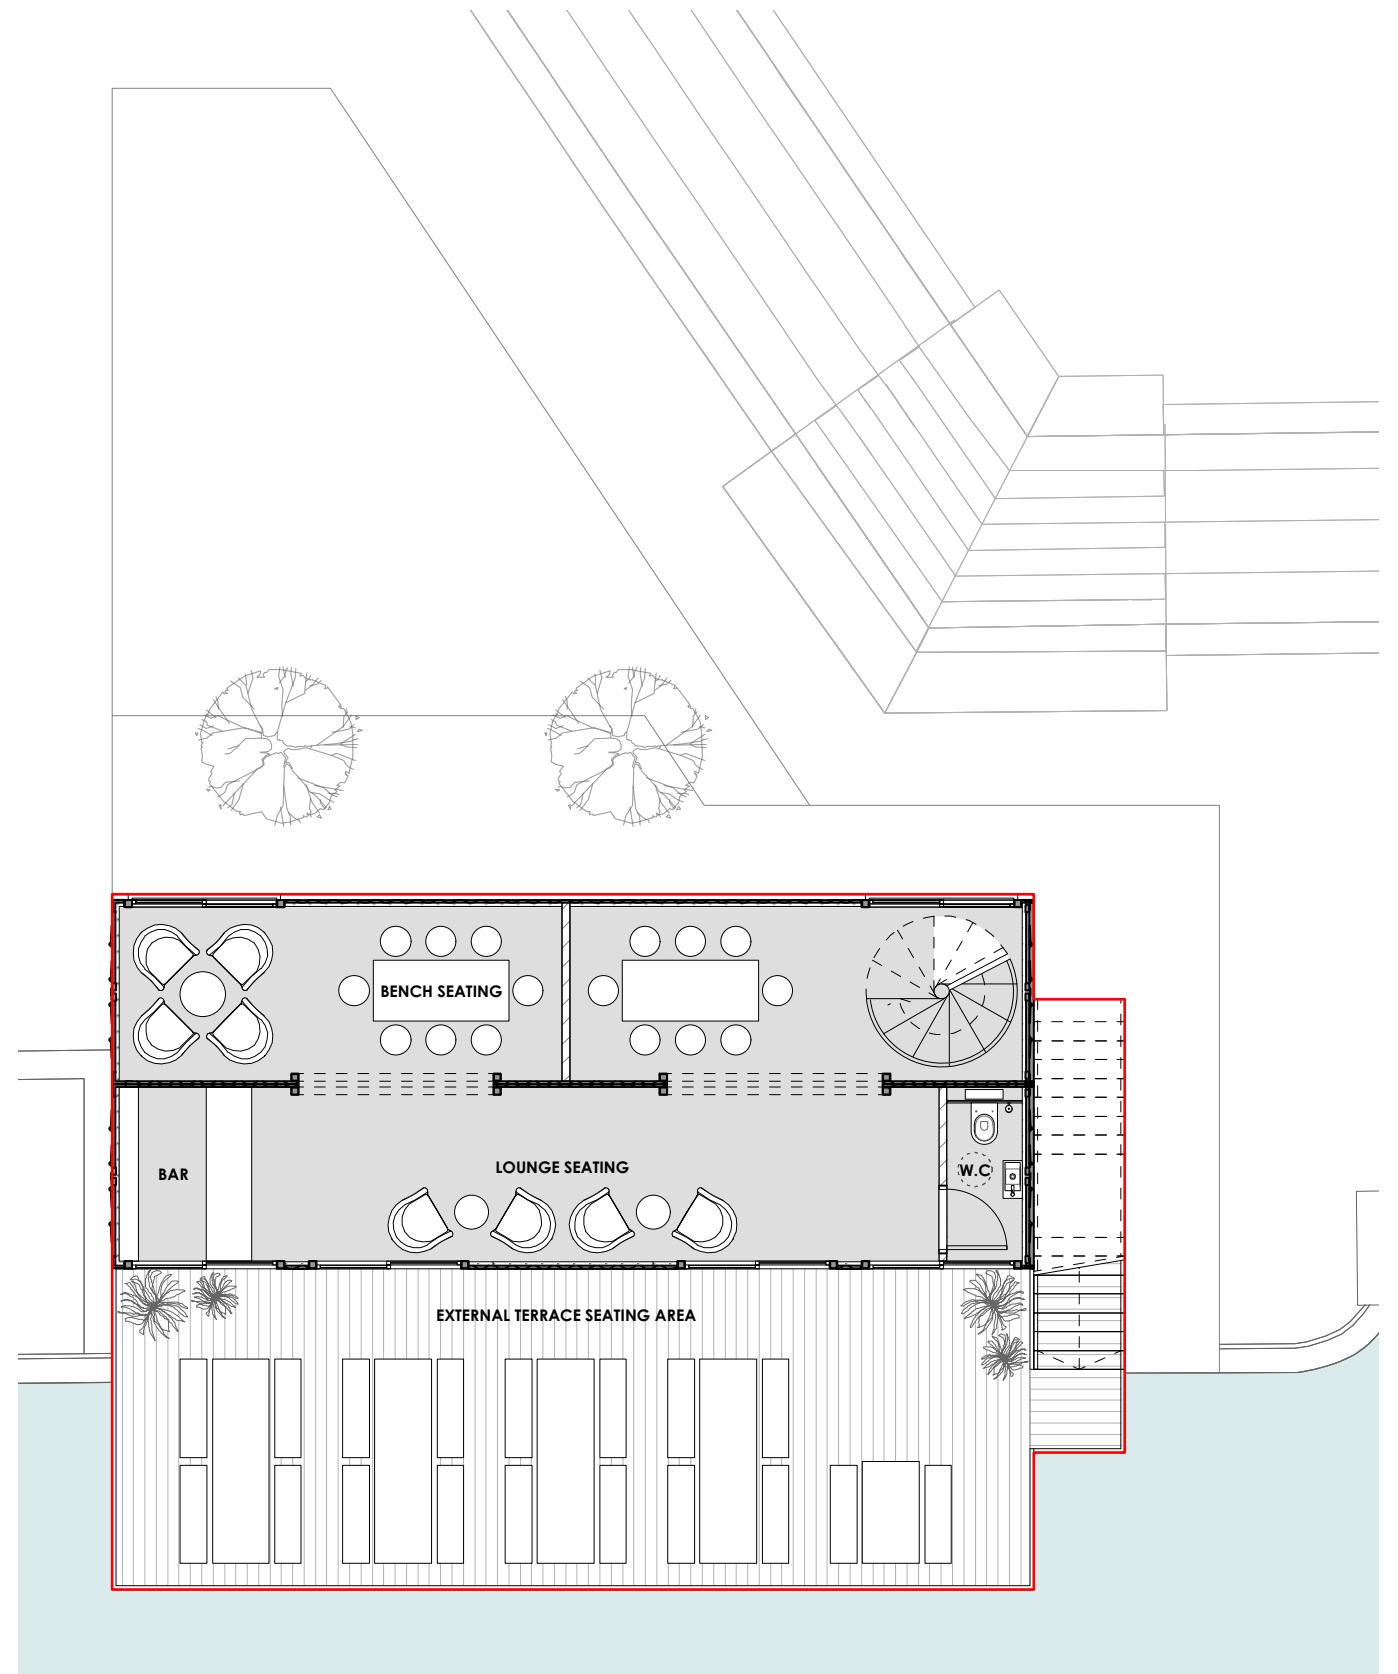 BENCH SEATING
BAR
LOUNGE SEATING
W.C
EXTERNAL TERRACE SEATING AREA